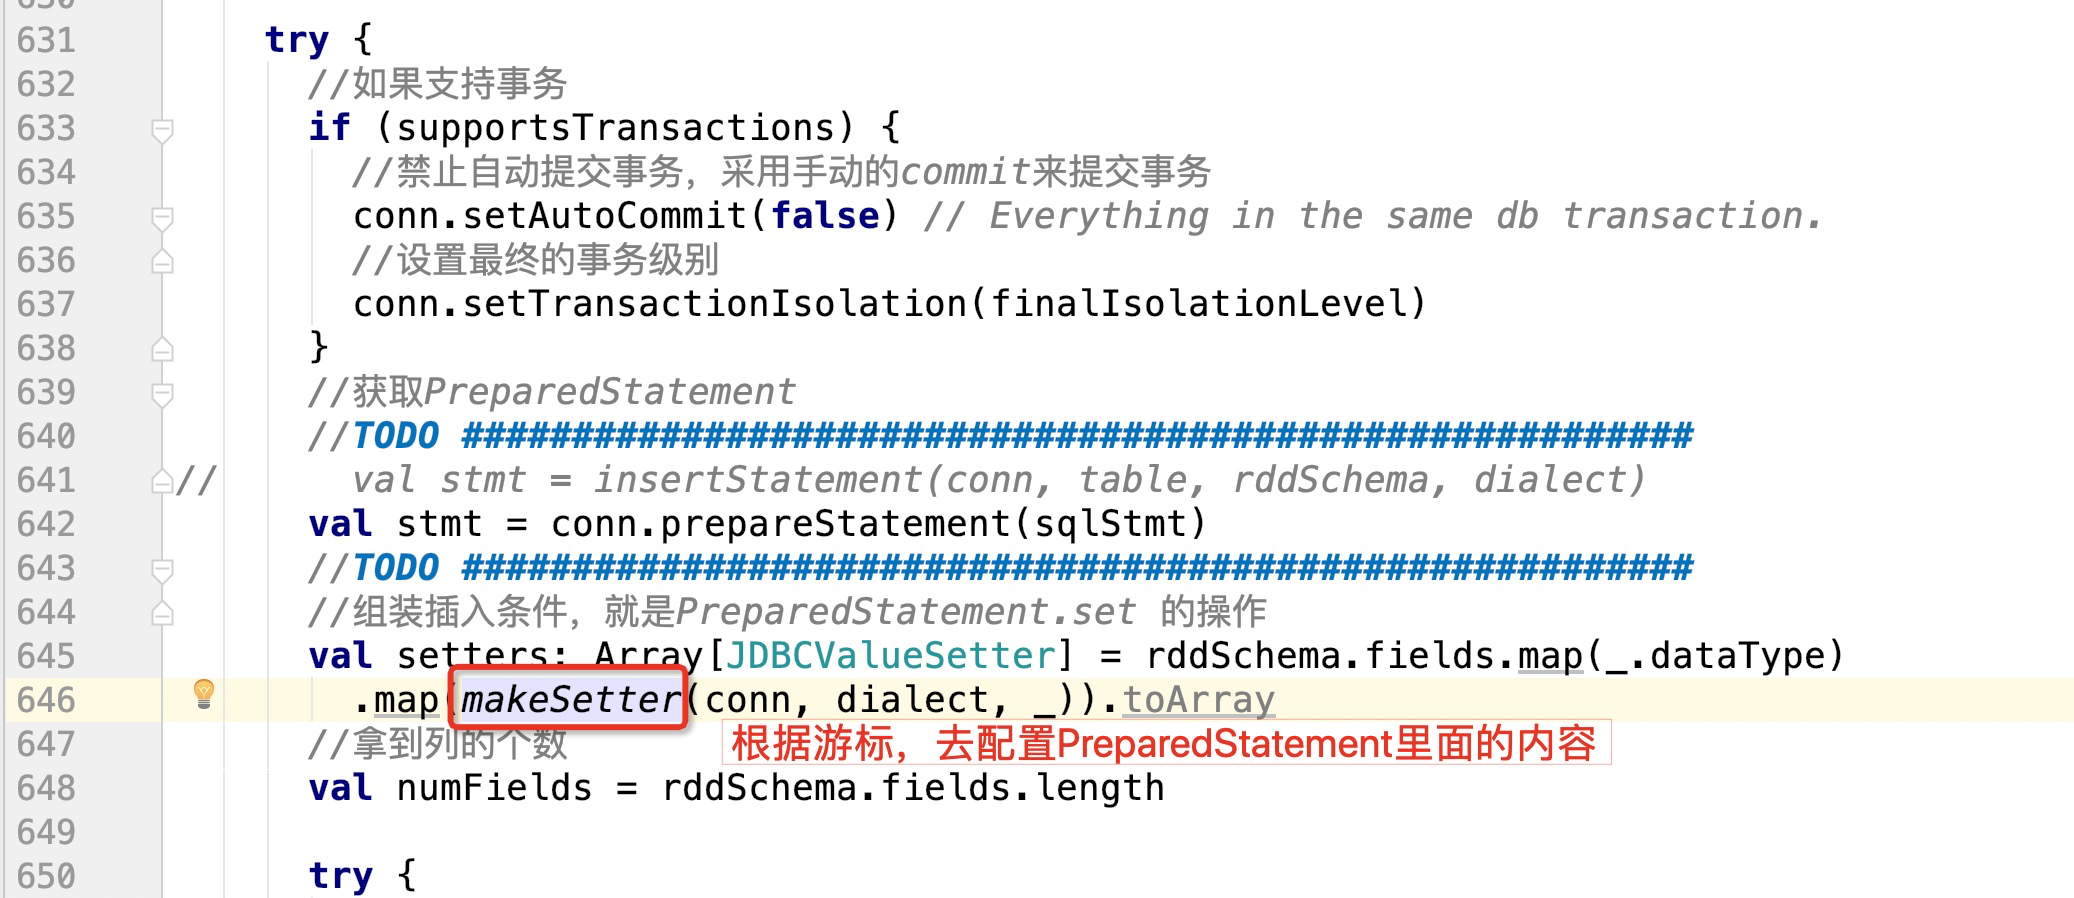 631 try {
632 //如果支持事务
633 if (supportsTransactions) {
634 //禁止自动提交事务，采用手动的commit来提交事务
635 conn.setAutoCommit(false) // Everything in the same db transaction.
636 //设置最终的事务级别
637 conn.setTransactionIsolation(finalIsolationLevel)
638 }
639 //获取PreparedStatement
640 //TODO ########################################################
641 // val stmt = insertStatement(conn, table, rddSchema, dialect)
642 val stmt = conn.prepareStatement(sqlStmt)
643 //TODO ########################################################
644 //组装插入条件，就是PreparedStatement.set 的操作
645 val setters: Array[JDBCValueSetter] = rddSchema.fields.map(_.dataType)
646 .map(makeSetter(conn, dialect, _)).toArray
647 //拿到列的个数 根据游标，去配置PreparedStatement里面的内容
648 val numFields = rddSchema.fields.length
649
650 try {